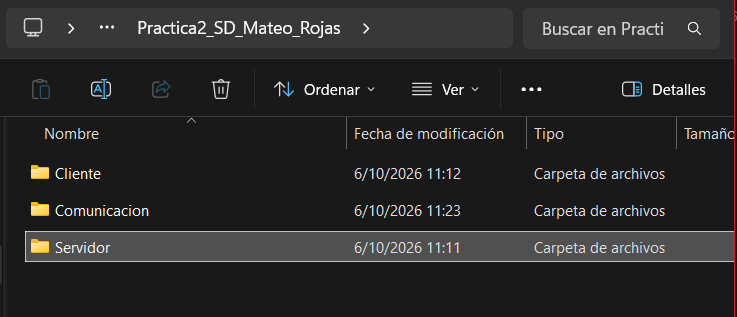 Practica2_SD_Mateo_Rojas
Buscar en Practi
Ordenar
Ver
Detalles
Nombre Fecha de modificación Tipo Tamaño
Cliente 6/10/2026 11:12 Carpeta de archivos
Comunicacion 6/10/2026 11:23 Carpeta de archivos
Servidor 6/10/2026 11:11 Carpeta de archivos